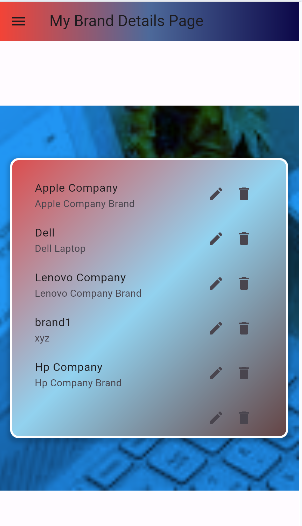 My Brand Details Page
Apple Company
Apple Company Brand
Dell
Dell Laptop
Lenovo Company
Lenovo Company Brand
brand1
xyz
Hp Company
Hp Company Brand